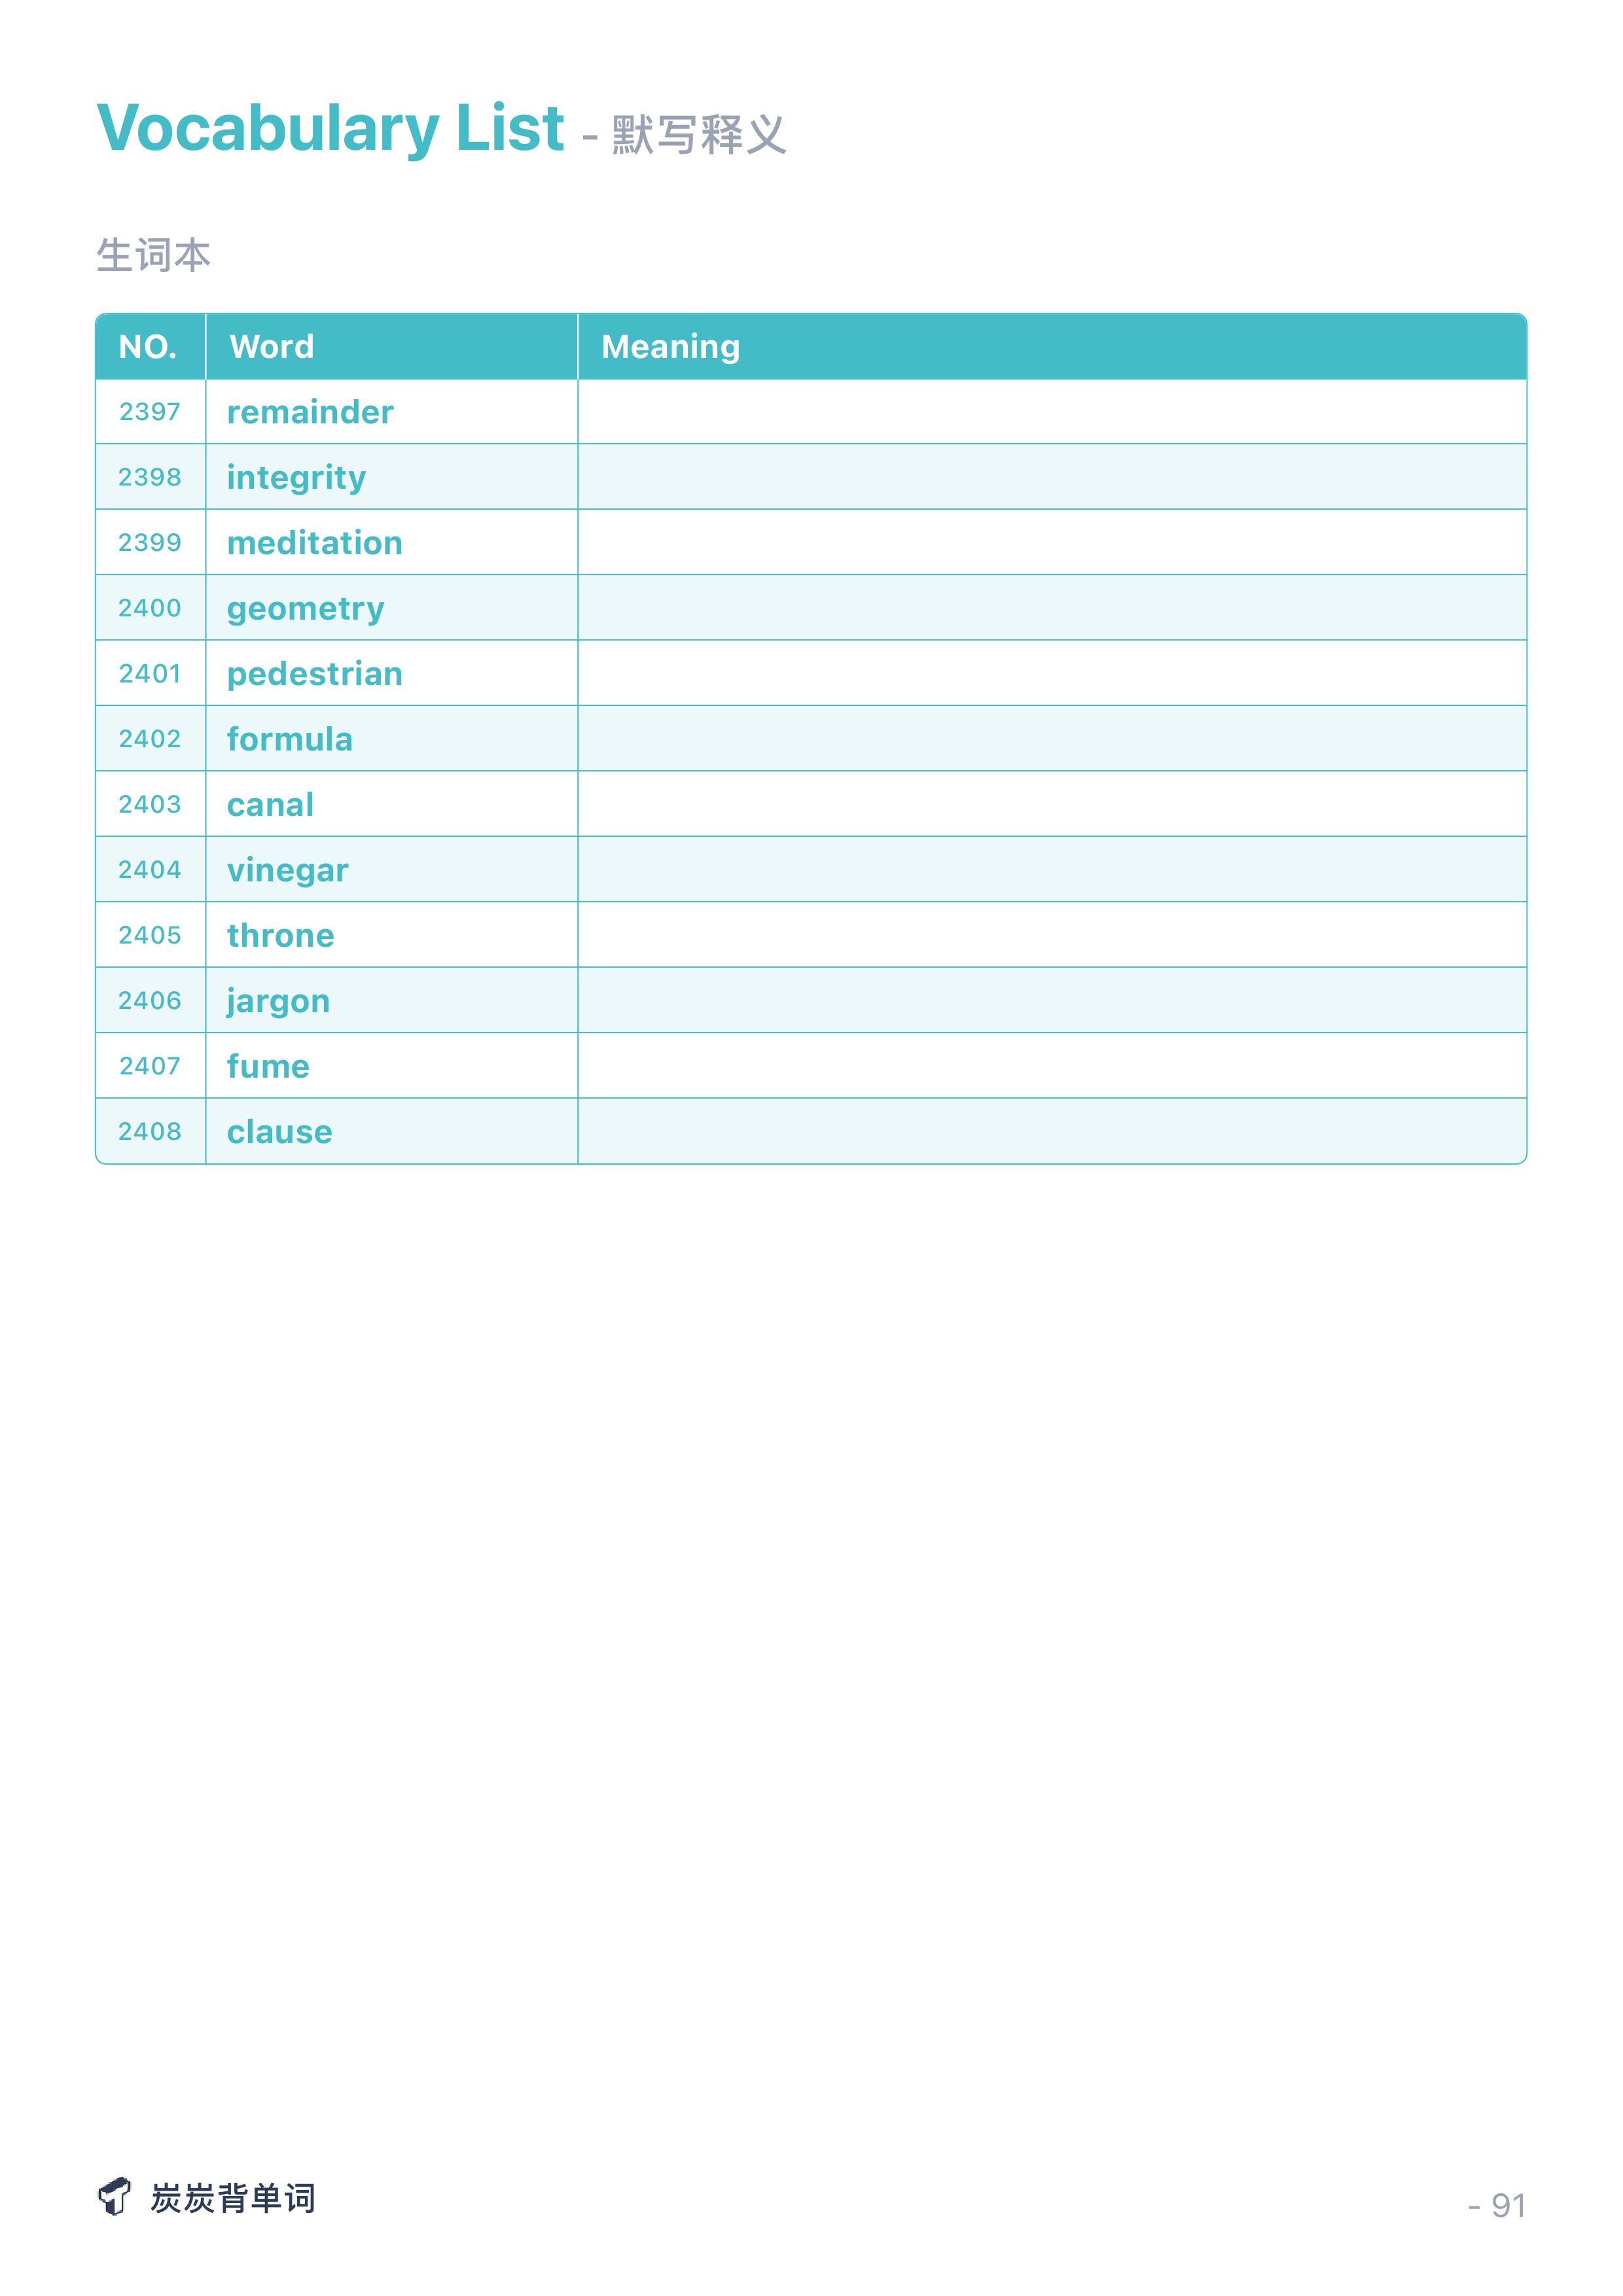 Vocabulary List - 默写释义
生词本
NO. Word Meaning
2397 remainder
2398 integrity
2399 meditation
2400 geometry
2401 pedestrian
2402 formula
2403 canal
2404 vinegar
2405 throne
2406 jargon
2407 fume
2408 clause
炭炭背单词
- 91